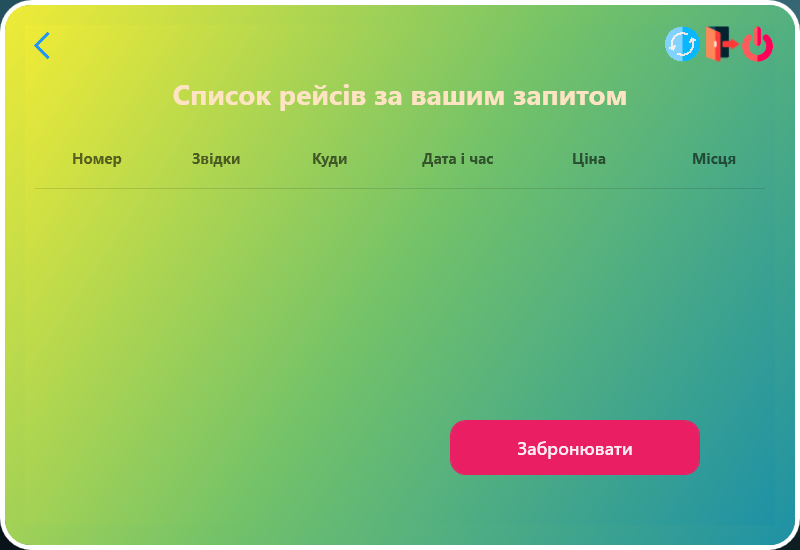 Список рейсів за вашим запитом
Номер Звідки Куди Дата і час Ціна Місця
Забронювати